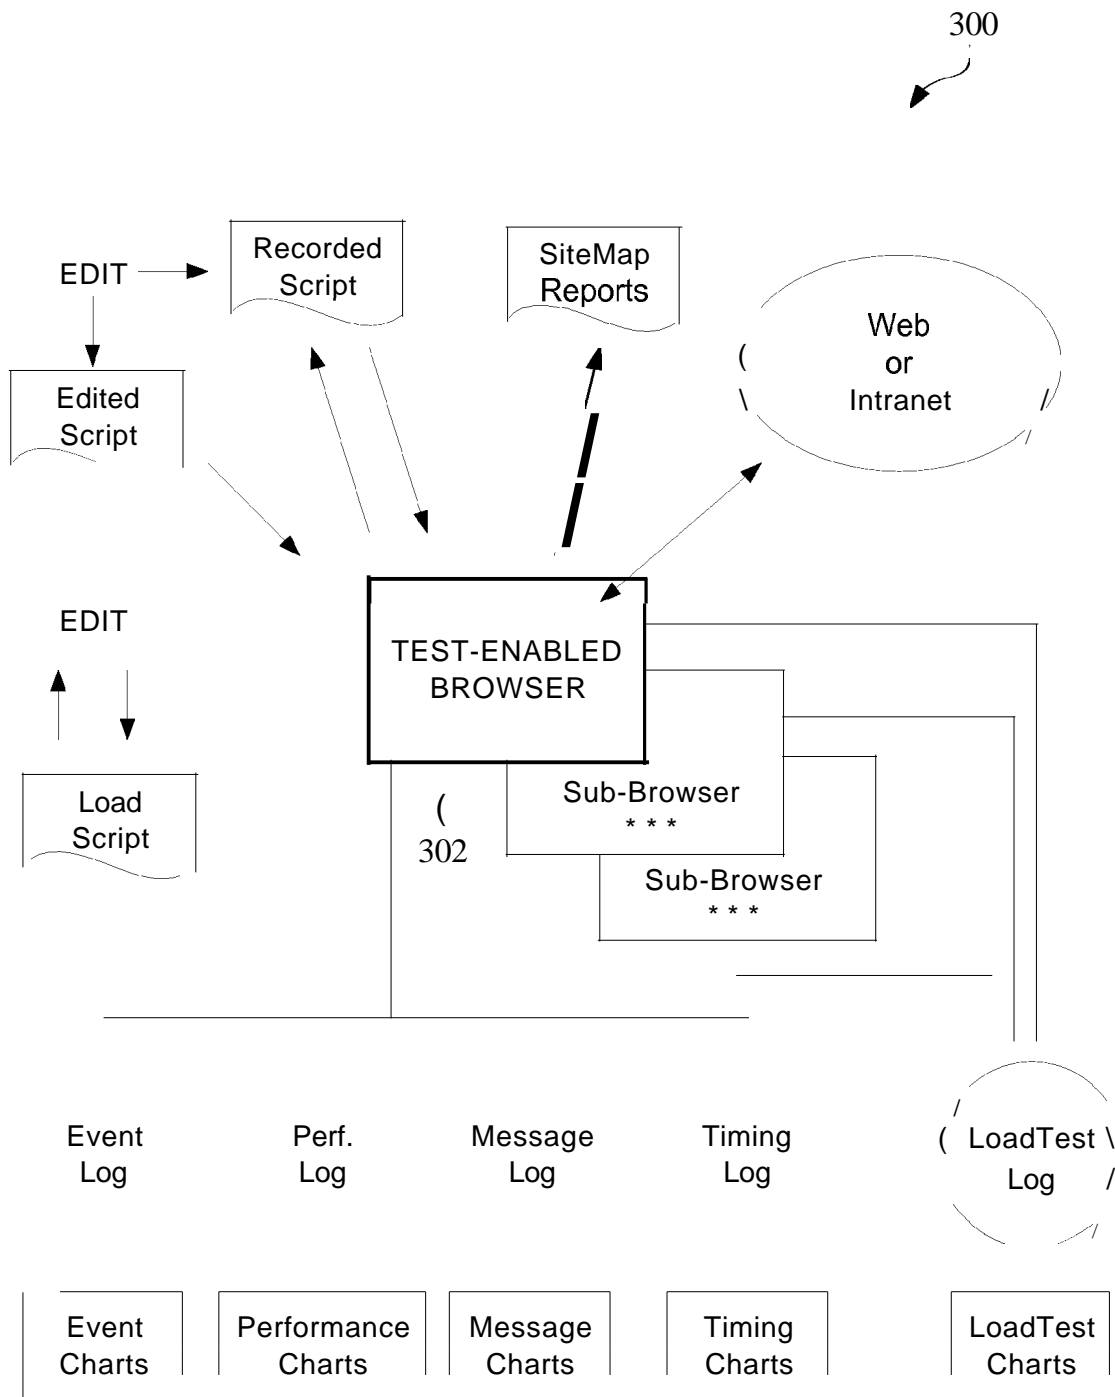 300
EDIT
Recorded
Script
SiteMap
Reports
Web
or
Intranet
Edited
Script
EDIT
TEST-ENABLED
BROWSER
Load
Script
302
Sub-Browser
* * *
Sub-Browser
* * *
Event
Log
Perf.
Log
Message
Log
Timing
Log
LoadTest
Log
Event
Charts
Performance
Charts
Message
Charts
Timing
Charts
LoadTest
Charts